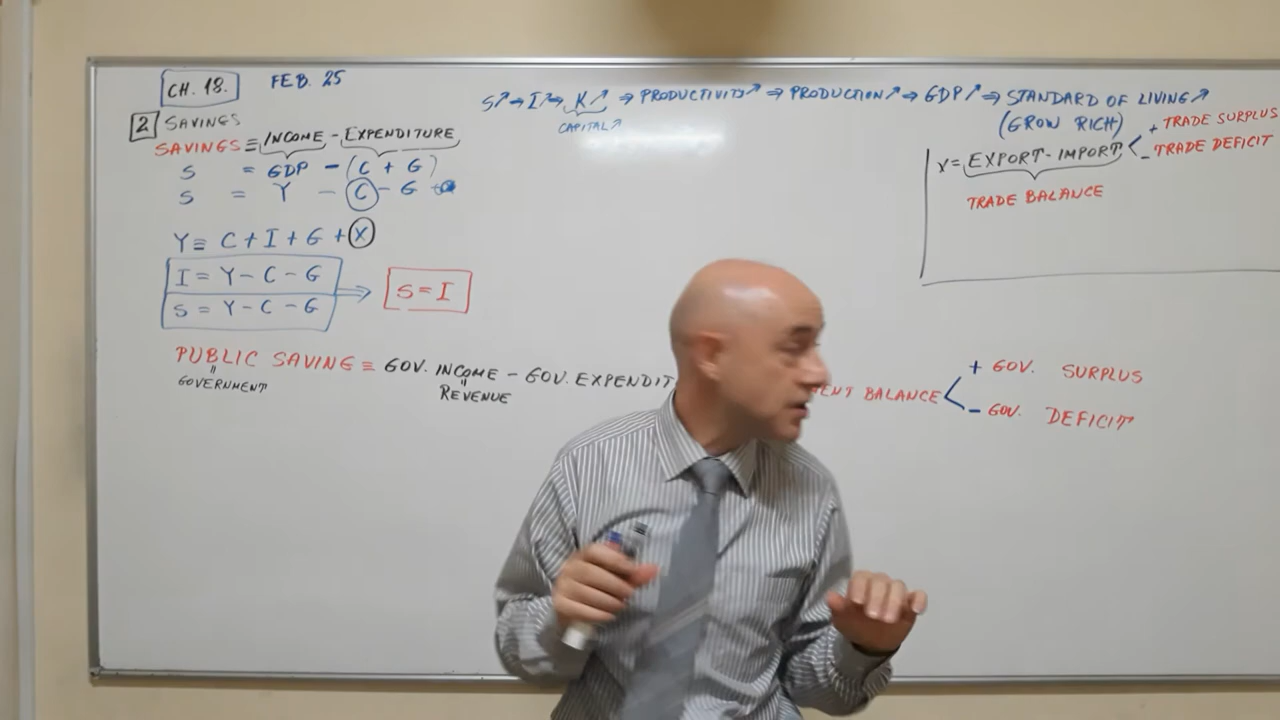 CH. 18. FEB. 25
2 SAVINGS
SAVINGS ≡ INCOME - EXPENDITURE
S = GDP - (C + G)
S = Y - C - G
Y ≡ C + I + G + X
I = Y - C - G
S = Y - C - G
S = I
S↗ ⇒ I↗ ⇒ K↗ ⇒ PRODUCTIVITY↗ ⇒ PRODUCTION↗ ⇒ GDP↗ ⇒ STANDARD OF LIVING↗
CAPITAL↗
(GROW RICH)
X = EXPORT - IMPORT
+ TRADE SURPLUS
- TRADE DEFICIT
TRADE BALANCE
PUBLIC SAVING ≡ GOV. INCOME - GOV. EXPENDIT
GOVERNMENT
REVENUE
BALANCE
+ GOV. SURPLUS
- GOV. DEFICIT